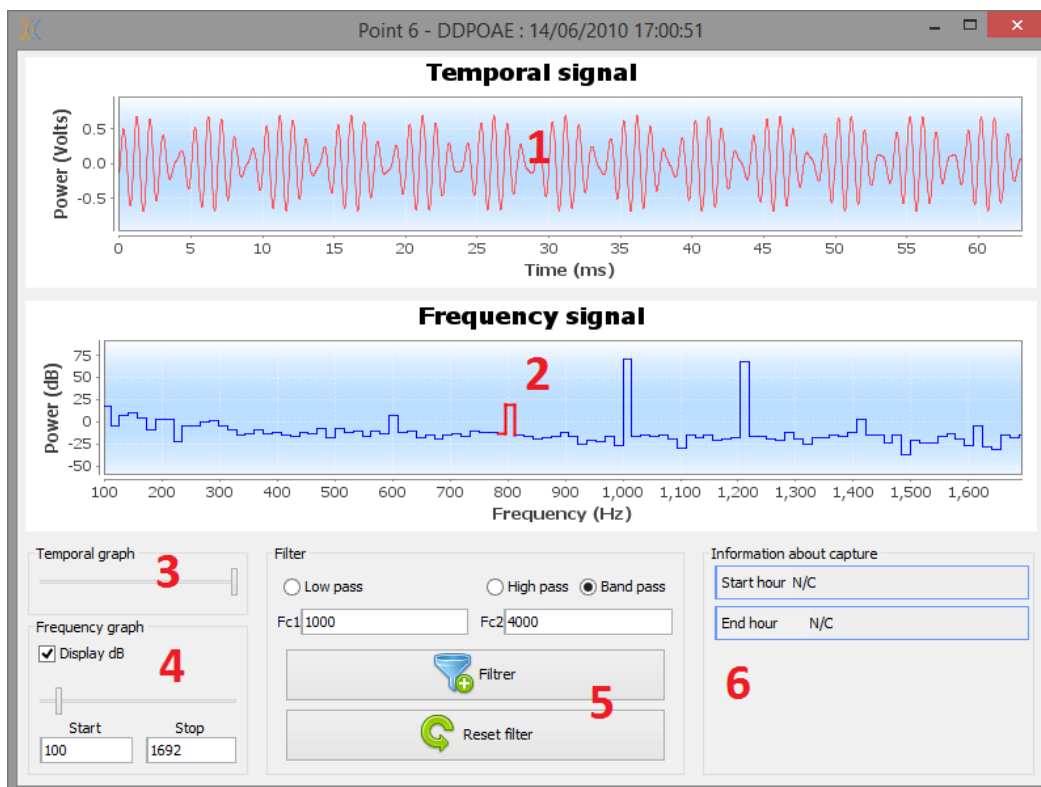 Point 6 - DDPOAE : 14/06/2010 17:00:51
Temporal signal
Power (Volts)
0.5
0.0
-0.5
1
0 5 10 15 20 25 30 35 40 45 50 55 60
Time (ms)
Frequency signal
Power (dB)
75
50
25
0
-25
-50
2
100 200 300 400 500 600 700 800 900 1,000 1,100 1,200 1,300 1,400 1,500 1,600
Frequency (Hz)
Temporal graph
3
Frequency graph
Display dB
4
Start Stop
100 1692
Filter
Low pass High pass Band pass
Fc1 1000 Fc2 4000
Filtrer
5
Reset filter
Information about capture
Start hour N/C
End hour N/C
6